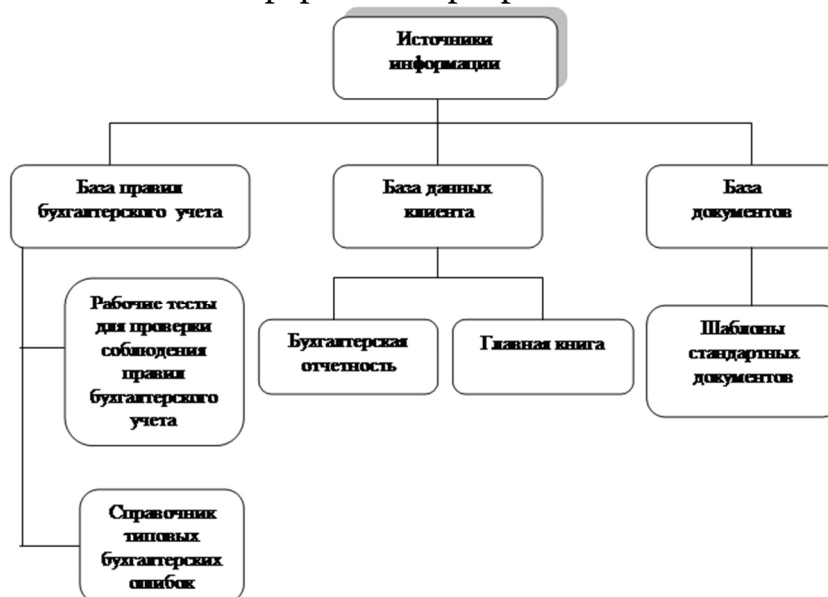 Источники
информации
База правил
бухгалтерского учета
База данных
клиента
База
документов
Рабочие тесты
для проверки
соблюдения
правил
бухгалтерского
учета
Бухгалтерская
отчетность
Главная книга
Шаблоны
стандартных
документов
Справочник
типовых
бухгалтерских
ошибок